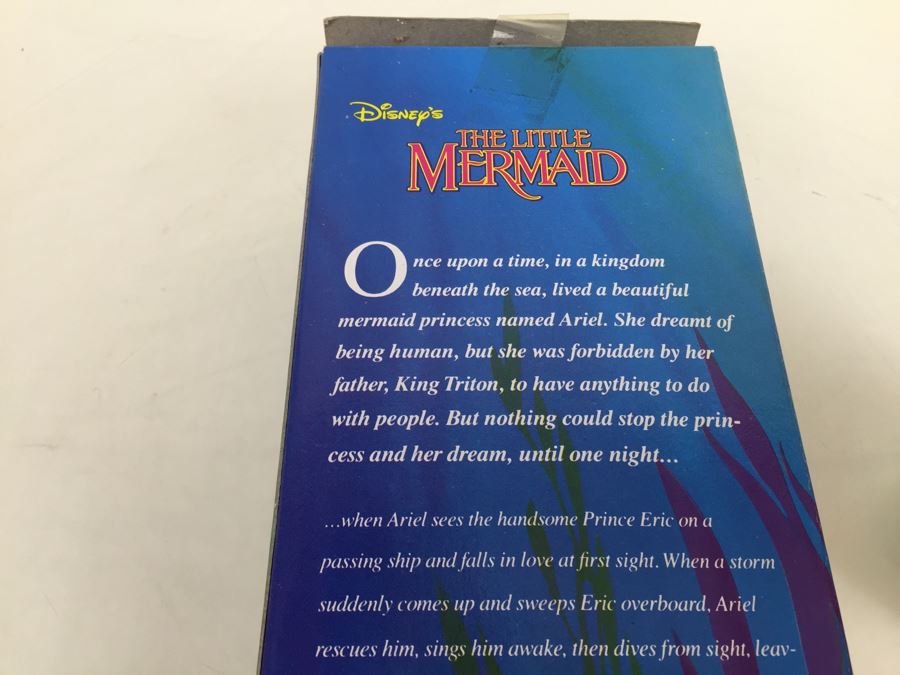 Disney's
THE LITTLE
MERMAID
Once upon a time, in a kingdom
beneath the sea, lived a beautiful
mermaid princess named Ariel. She dreamt of
being human, but she was forbidden by her
father, King Triton, to have anything to do
with people. But nothing could stop the prin-
cess and her dream, until one night...
...when Ariel sees the handsome Prince Eric on a
passing ship and falls in love at first sight. When a storm
suddenly comes up and sweeps Eric overboard, Ariel
rescues him, sings him awake, then dives from sight, leav-